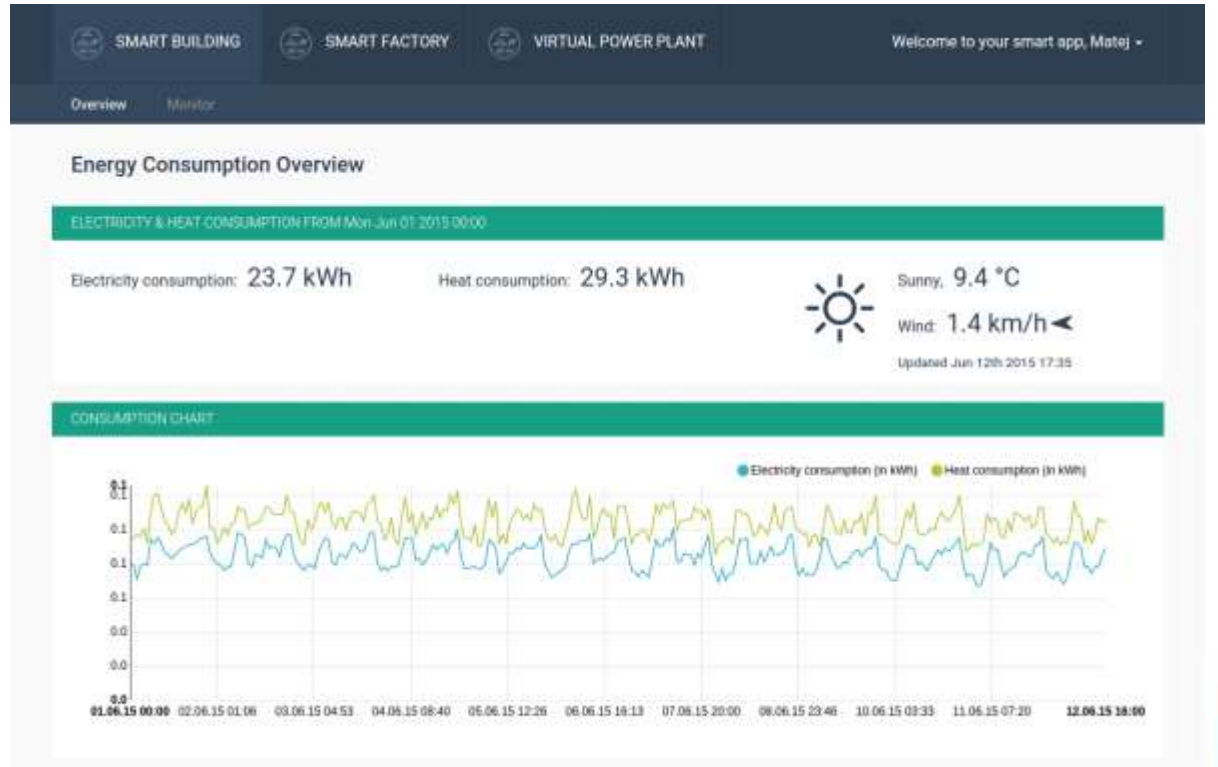 SMART BUILDING SMART FACTORY VIRTUAL POWER PLANT Welcome to your smart app, Matej
Overview Monitor
Energy Consumption Overview
ELECTRICITY & HEAT CONSUMPTION FROM Mon Jun 01 2015 00:00
Electricity consumption: 23.7 kWh Heat consumption: 29.3 kWh Sunny, 9.4 °C
Wind: 1.4 km/h
Updated Jun 12th 2015 17:35
CONSUMPTION CHART
Electricity consumption (in kWh) Heat consumption (in kWh)
0.1
0.1
0.1
0.1
0.1
0.0
0.0
0.0
01.06.15 00:00 02.06.15 01:06 03.06.15 04:53 04.06.15 08:40 05.06.15 12:26 06.06.15 16:13 07.06.15 20:00 08.06.15 23:46 10.06.15 03:33 11.06.15 07:20 12.06.15 16:00